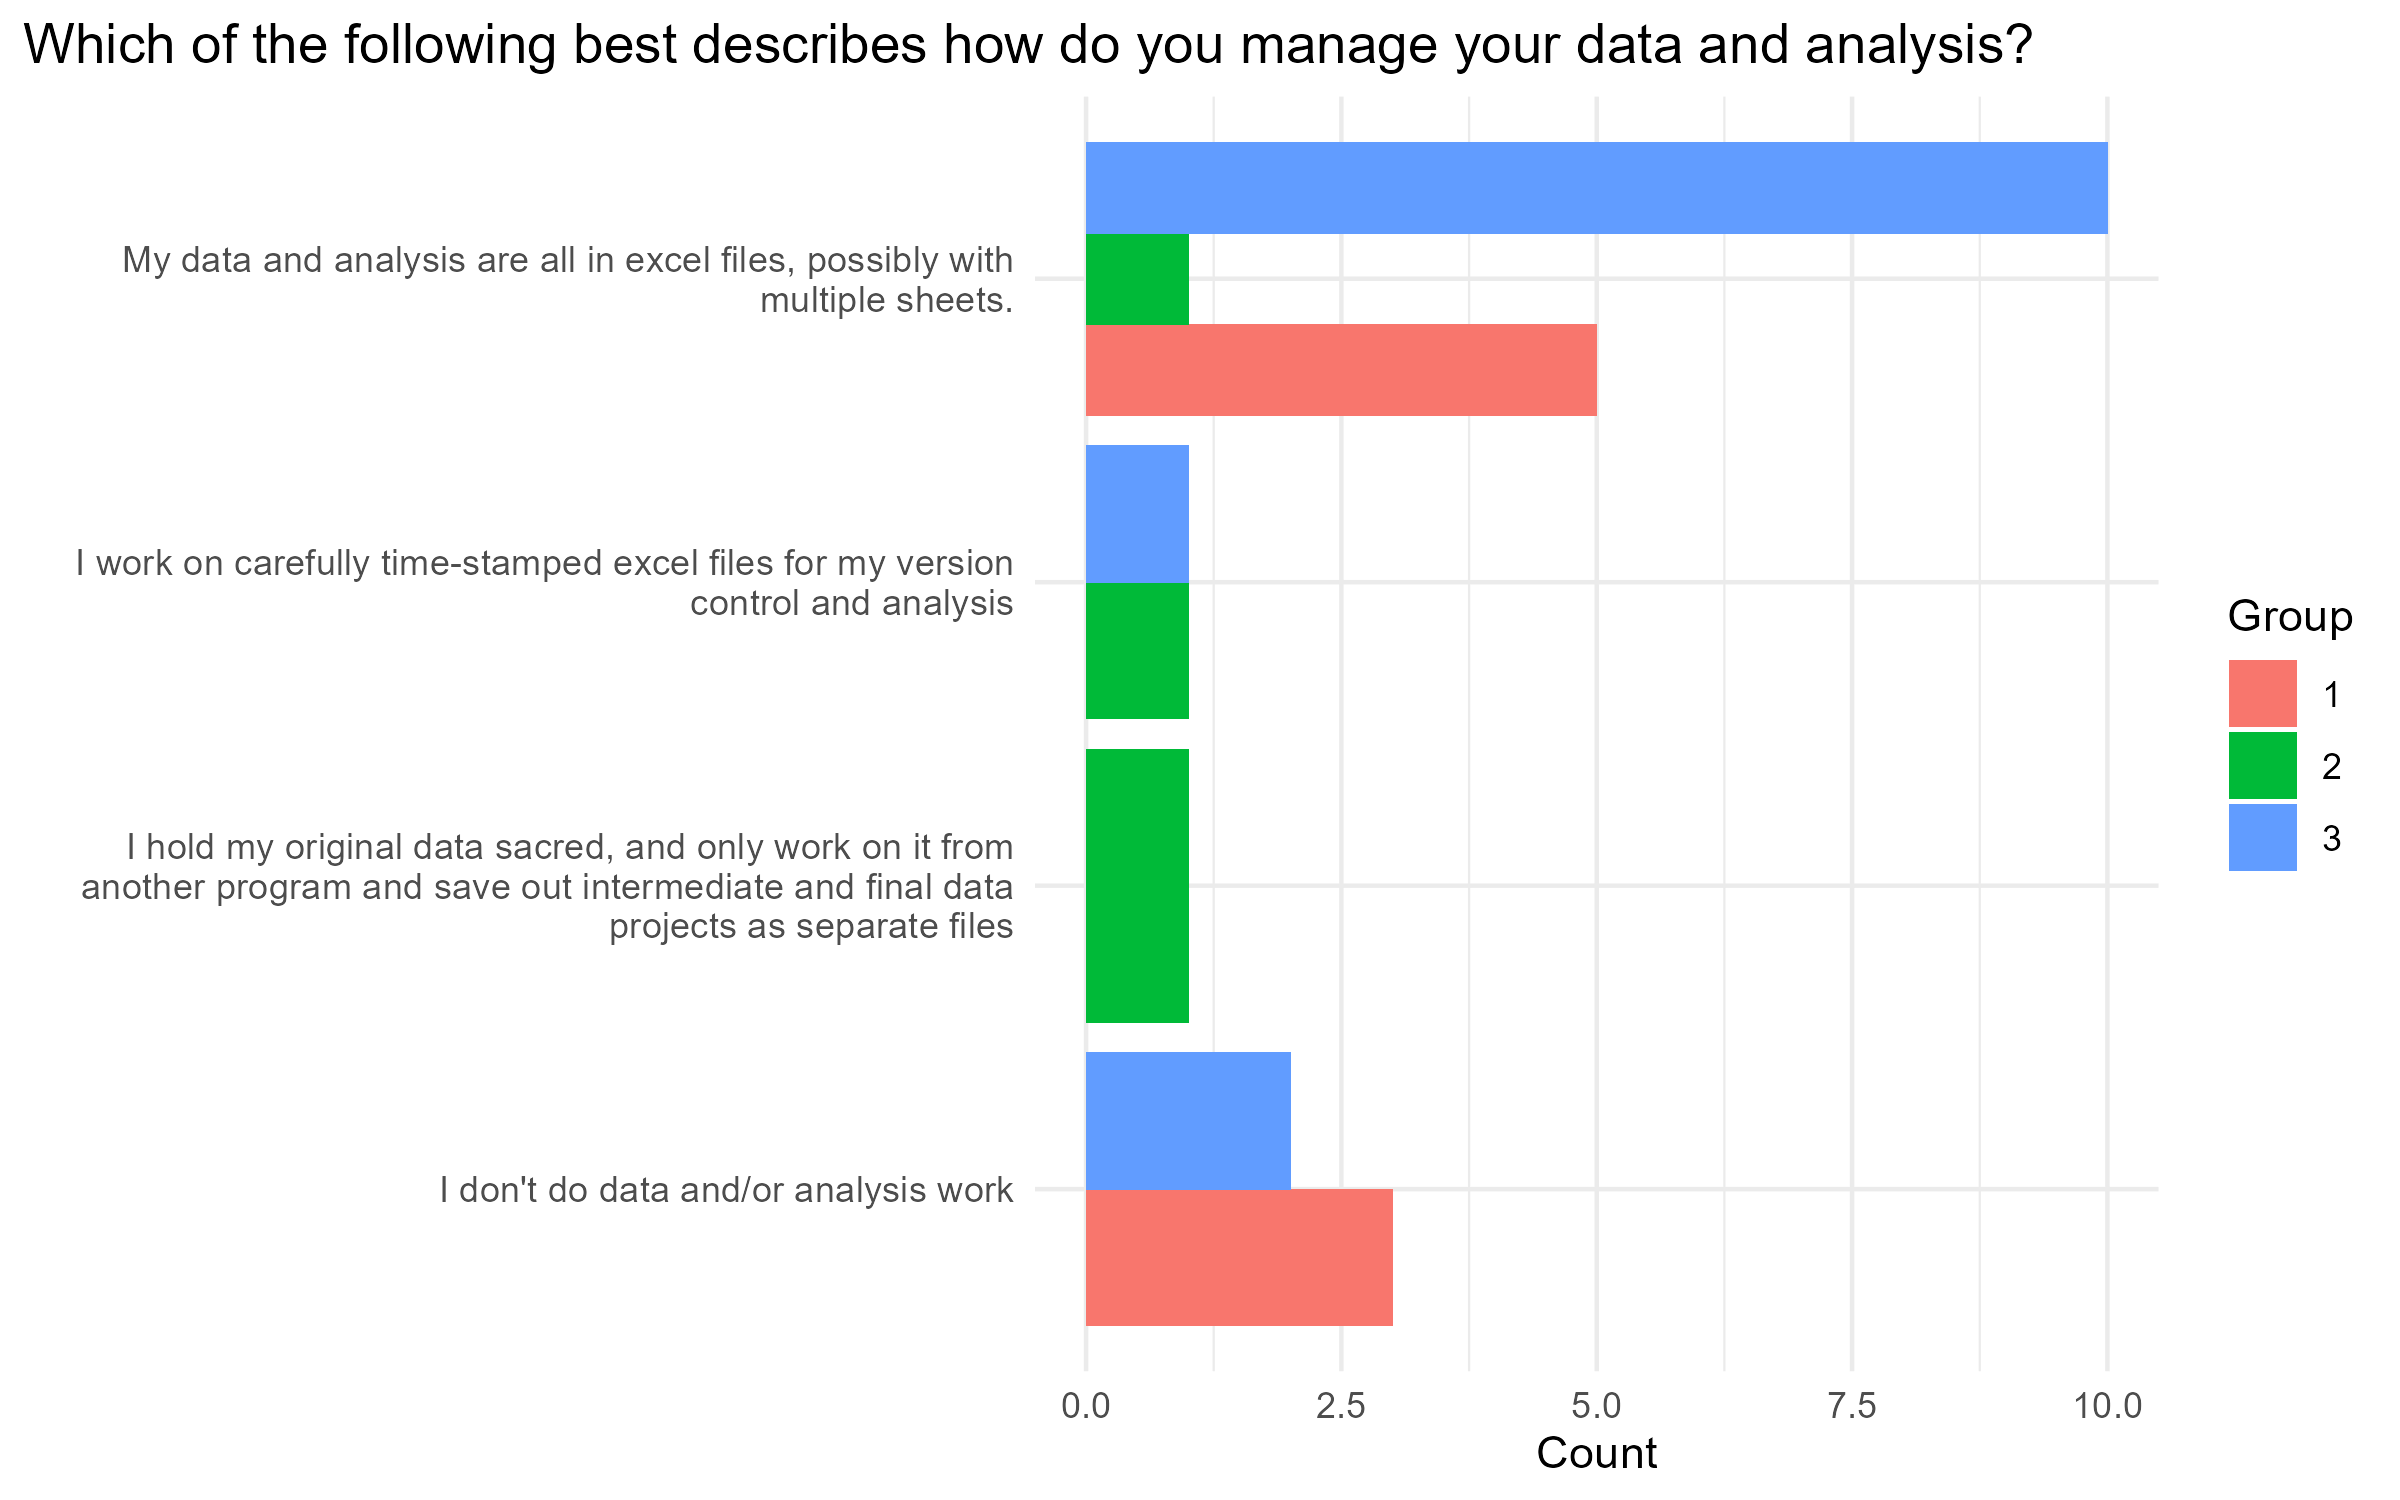 Which of the following best describes how do you manage your data and analysis?
My data and analysis are all in excel files, possibly with
multiple sheets.
I work on carefully time-stamped excel files for my version
control and analysis
I hold my original data sacred, and only work on it from
another program and save out intermediate and final data
projects as separate files
I don't do data and/or analysis work
0.0 2.5 5.0 7.5 10.0
Count
Group
1
2
3